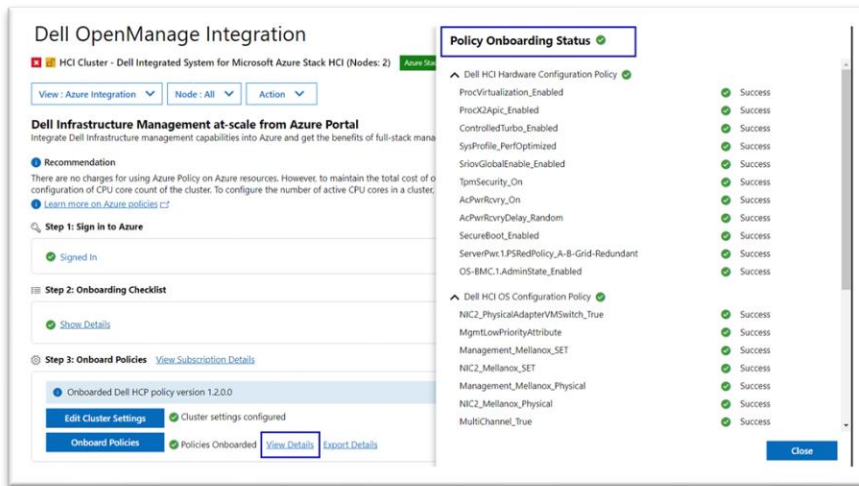 Dell OpenManage Integration
HCI Cluster - Dell Integrated System for Microsoft Azure Stack HCI (Nodes: 2)
Azure Sta
View : Azure Integration
Node : All
Action
Dell Infrastructure Management at-scale from Azure Portal
Integrate Dell Infrastructure management capabilities into Azure and get the benefits of full-stack mana
Recommendation
There are no charges for using Azure Policy on Azure resources. However, to maintain the total cost of o
configuration of CPU core count of the cluster. To configure the number of active CPU cores in a cluster,
Learn more on Azure policies
Step 1: Sign in to Azure
Signed In
Step 2: Onboarding Checklist
Show Details
Step 3: Onboard Policies View Subscription Details
Onboarded Dell HCP policy version 1.2.0.0
Edit Cluster Settings
Cluster settings configured
Onboard Policies
Policies Onboarded View Details Export Details
Policy Onboarding Status
Dell HCI Hardware Configuration Policy
ProcVirtualization_Enabled Success
ProcX2Apic_Enabled Success
ControlledTurbo_Enabled Success
SysProfile_PerfOptimized Success
SriovGlobalEnable_Enabled Success
TpmSecurity_On Success
AcPwrRcvry_On Success
AcPwrRcvryDelay_Random Success
SecureBoot_Enabled Success
ServerPwr.1.PSRedPolicy_A-B-Grid-Redundant Success
OS-BMC.1.AdminState_Enabled Success
Dell HCI OS Configuration Policy
NIC2_PhysicalAdapterVMSwitch_True Success
MgmtLowPriorityAttribute Success
Management_Mellanox_SET Success
NIC2_Mellanox_SET Success
Management_Mellanox_Physical Success
NIC2_Mellanox_Physical Success
MultiChannel_True Success
Close